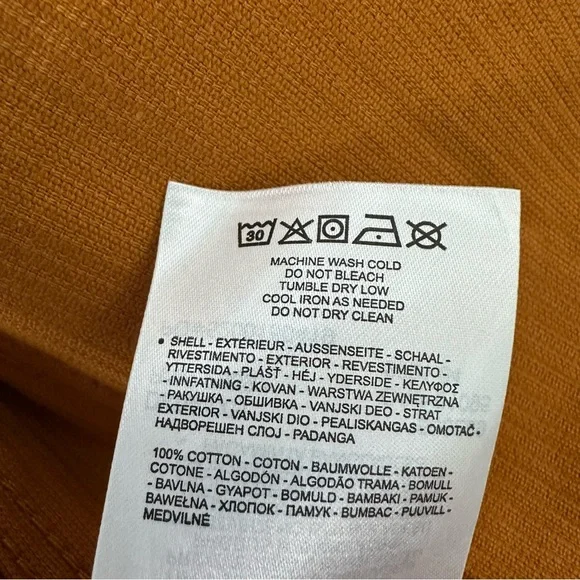 30
MACHINE WASH COLD
DO NOT BLEACH
TUMBLE DRY LOW
COOL IRON AS NEEDED
DO NOT DRY CLEAN
• SHELL - EXTÉRIEUR - AUSSENSEITE - SCHAAL -
RIVESTIMENTO - EXTERIOR - REVESTIMENTO -
YTTERSIDA - PLÁŠŤ - HÉJ - YDERSIDE - ΚΕΛΥΦΟΣ
- INNFATNING - KOVAN - WARSTWA ZEWNĘTRZNA
- РАКУШКА - ОБШИВКА - VANJSKI DEO - STRAT
EXTERIOR - VANJSKI DIO - PEALISKANGAS - OMOTAČ •
НАДВОРЕШЕН СЛОЈ - PADANGA
100% COTTON - COTON - BAUMWOLLE - KATOEN -
COTONE - ALGODÓN - ALGODÃO TRAMA - BOMULL
- BAVLNA - GYAPOT - BOMULD - BAMBAKI - PAMUK -
BAWEŁNA - ХЛОПОК - ПАМУК - BUMBAC - PUUVILL -
MEDVILNĖ